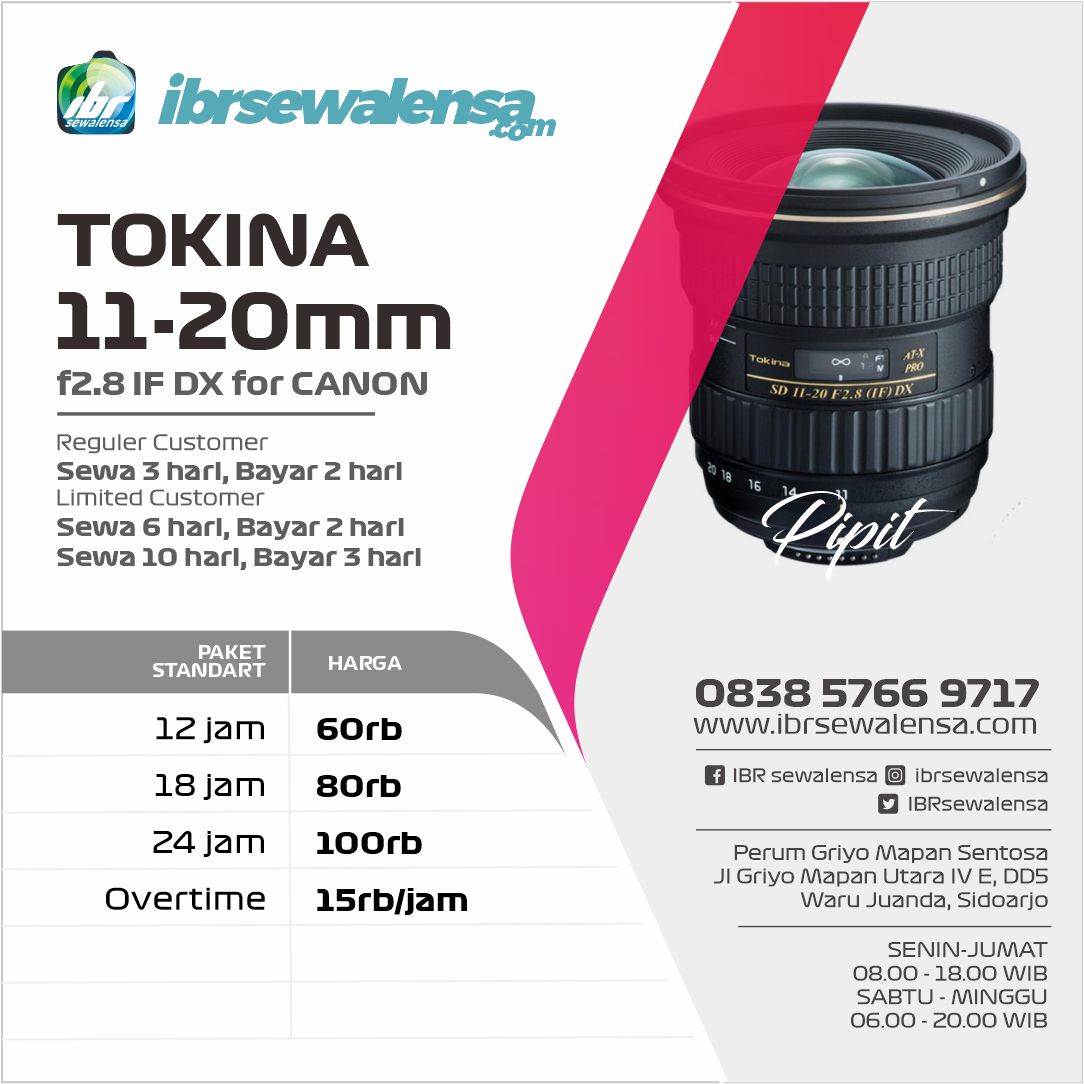 ibr
sewalensa
ibrsewalensa
.com
TOKINA
11-20mm
f2.8 IF DX for CANON
Reguler Customer
Sewa 3 hari, Bayar 2 hari
Limited Customer
Sewa 6 hari, Bayar 2 hari
Sewa 10 hari, Bayar 3 hari
PAKET
STANDART
HARGA
12 jam 60rb
18 jam 80rb
24 jam 100rb
Overtime 15rb/jam
Tokina
∞
4 FT
M
AT-X
PRO
SD 11-20 F2.8 (IF) DX
20 18 16 14 11
Pipit
0838 5766 9717
www.ibrsewalensa.com
IBR sewalensa ibrsewalensa
IBRsewalensa
Perum Griyo Mapan Sentosa
Jl Griyo Mapan Utara IV E, DD5
Waru Juanda, Sidoarjo
SENIN-JUMAT
08.00 - 18.00 WIB
SABTU - MINGGU
06.00 - 20.00 WIB